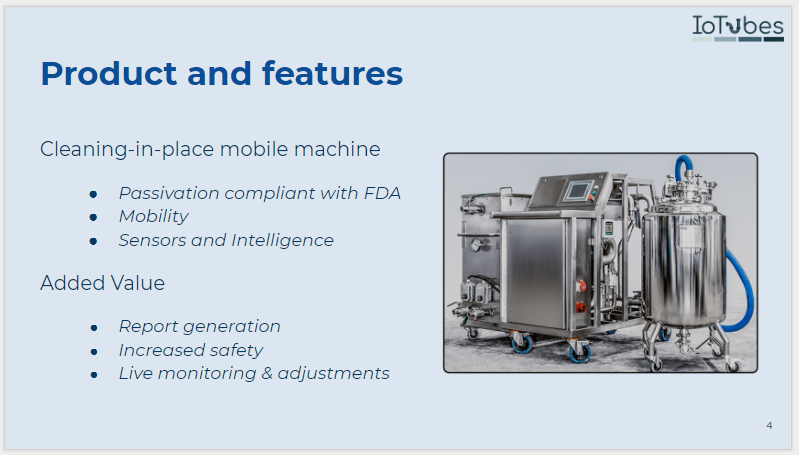 IoTubes
Product and features
Cleaning-in-place mobile machine
● Passivation compliant with FDA
● Mobility
● Sensors and Intelligence
Added Value
● Report generation
● Increased safety
● Live monitoring & adjustments
4